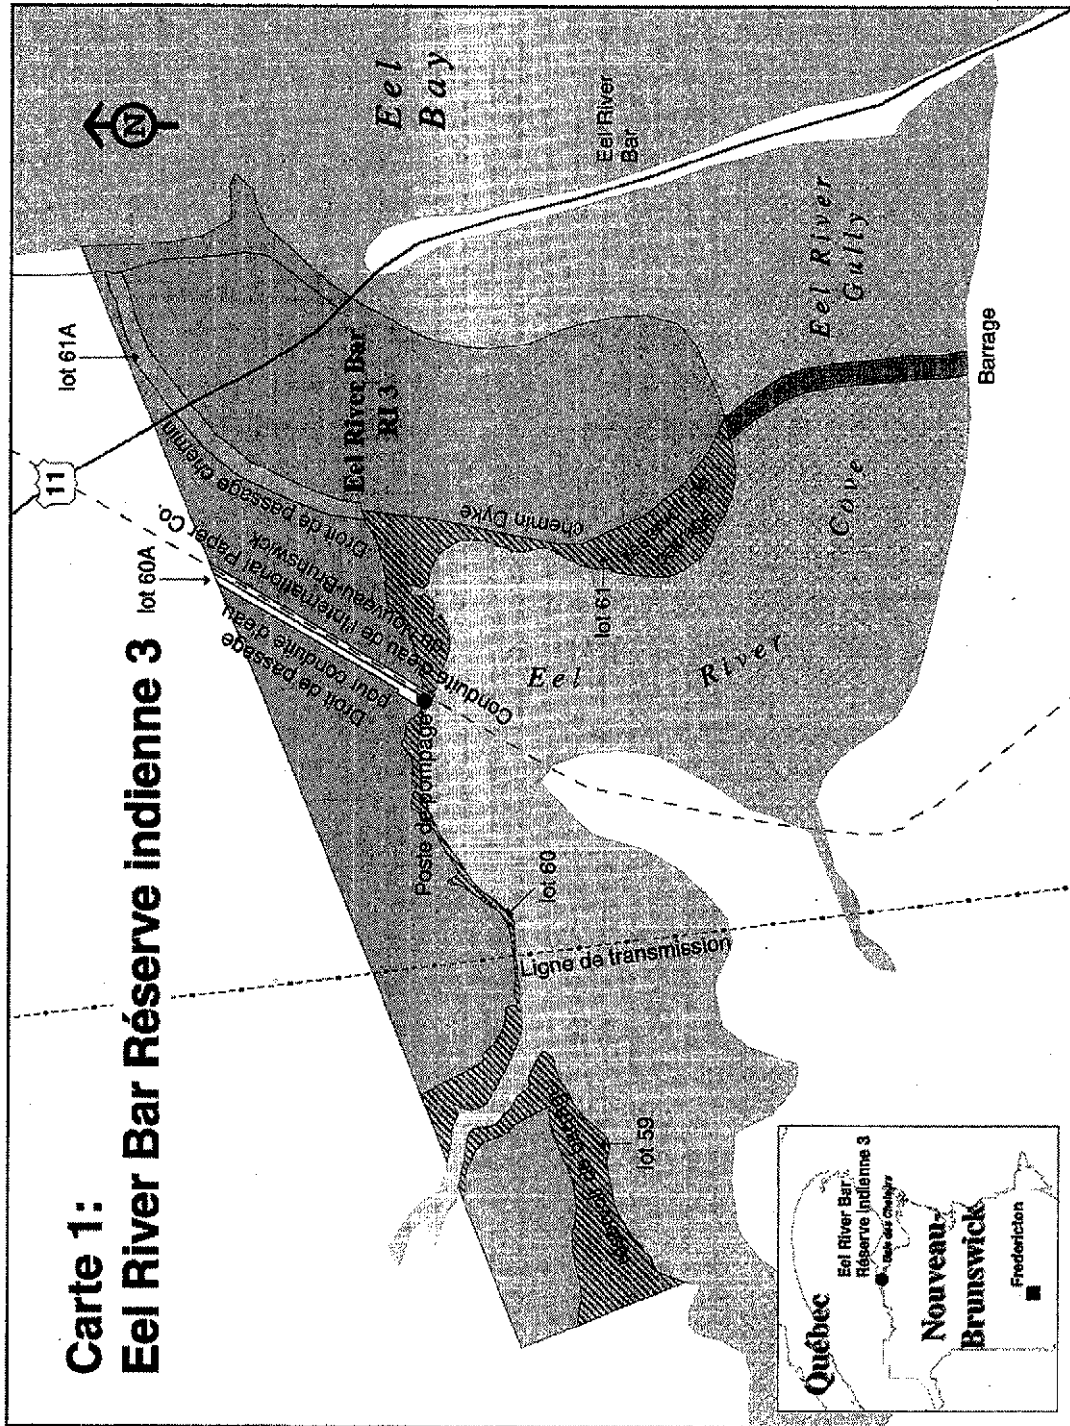 Carte 1:
Eel River Bar Réserve indienne 3
N
11
lot 61A
lot 60A
Eel
Bay
Eel River
Bar
Droit de passage chemin
Eel River Bar
RI 3
Conduite d'eau de l'International Paper Co.
du Nouveau-Brunswick
Droit de passage
pour conduite d'eau
Poste de pompage
chemin Dyke
lot 61
lot 60
Eel
River
Cove
Eel River
Gully
Barrage
Ligne de transmission
lot 59
Québec
Eel River Bar
Réserve Indienne 3
Baie des Chaleurs
Nouveau-
Brunswick
Fredericton